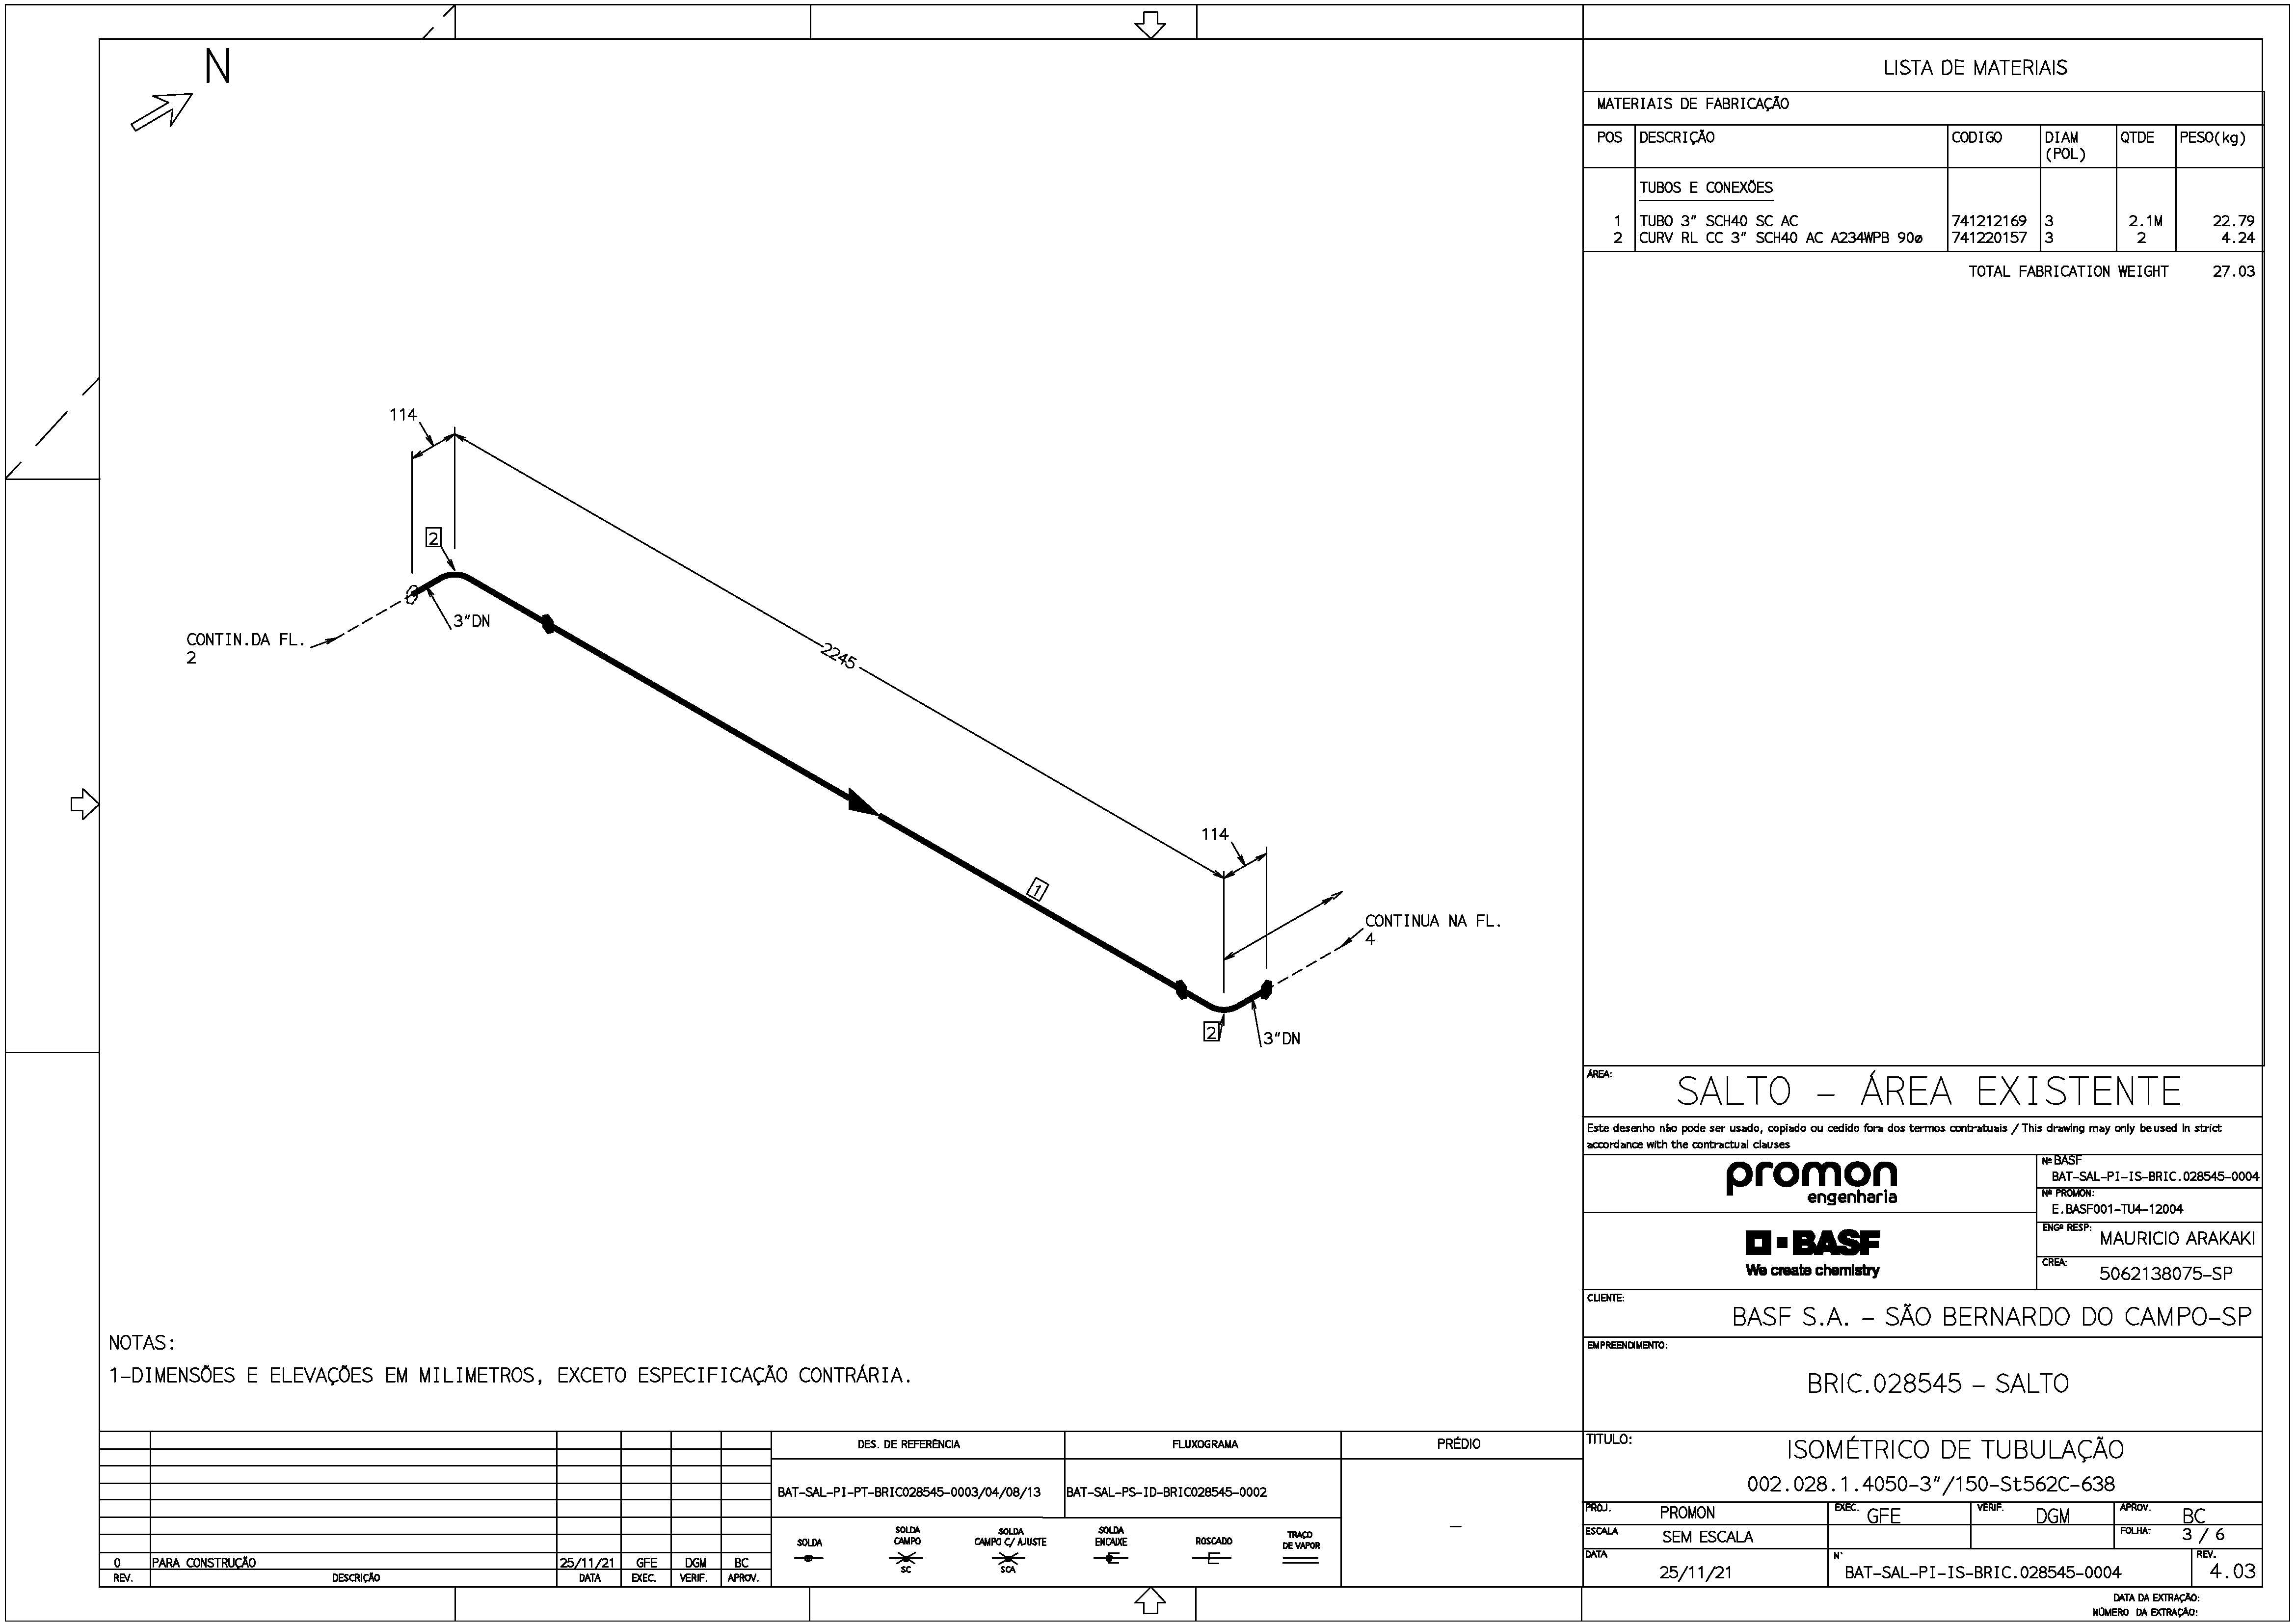 N
LISTA DE MATERIAIS
MATERIAIS DE FABRICAÇÃO
POS DESCRIÇÃO CODIGO DIAM (POL) QTDE PESO(kg)
TUBOS E CONEXÕES
1 TUBO 3" SCH40 SC AC 741212169 3 2.1M 22.79
2 CURV RL CC 3" SCH40 AC A234WPB 90ø 741220157 3 2 4.24
TOTAL FABRICATION WEIGHT 27.03
114
2
3"DN
CONTIN.DA FL.
2
2245
114
1
CONTINUA NA FL.
4
2
3"DN
NOTAS:
1-DIMENSÕES E ELEVAÇÕES EM MILIMETROS, EXCETO ESPECIFICAÇÃO CONTRÁRIA.
ÁREA:
SALTO - ÁREA EXISTENTE
Este desenho não pode ser usado, copiado ou cedido fora dos termos contratuais / This drawing may only be used in strict
accordance with the contractual clauses
promon
engenharia
Nº BASF
BAT-SAL-PI-IS-BRIC.028545-0004
Nº PROMON:
E.BASF001-TU4-12004
BASF
We create chemistry
ENGº RESP:
MAURICIO ARAKAKI
CREA:
5062138075-SP
CLIENTE:
BASF S.A. - SÃO BERNARDO DO CAMPO-SP
EMPREENDIMENTO:
BRIC.028545 - SALTO
TITULO:
ISOMÉTRICO DE TUBULAÇÃO
002.028.1.4050-3"/150-St562C-638
PROJ. PROMON EXEC. GFE VERIF. DGM APROV. BC
ESCALA SEM ESCALA FOLHA: 3 / 6
DATA 25/11/21 N° BAT-SAL-PI-IS-BRIC.028545-0004 REV. 4.03
DES. DE REFERÊNCIA FLUXOGRAMA PRÉDIO
BAT-SAL-PI-PT-BRIC028545-0003/04/08/13 BAT-SAL-PS-ID-BRIC028545-0002 -
SOLDA
SOLDA CAMPO
SC
SOLDA CAMPO C/ AJUSTE
SCA
SOLDA ENCAIXE
ROSCADO
TRAÇO DE VAPOR
0 PARA CONSTRUÇÃO 25/11/21 GFE DGM BC
REV. DESCRIÇÃO DATA EXEC. VERIF. APROV.
DATA DA EXTRAÇÃO:
NÚMERO DA EXTRAÇÃO: